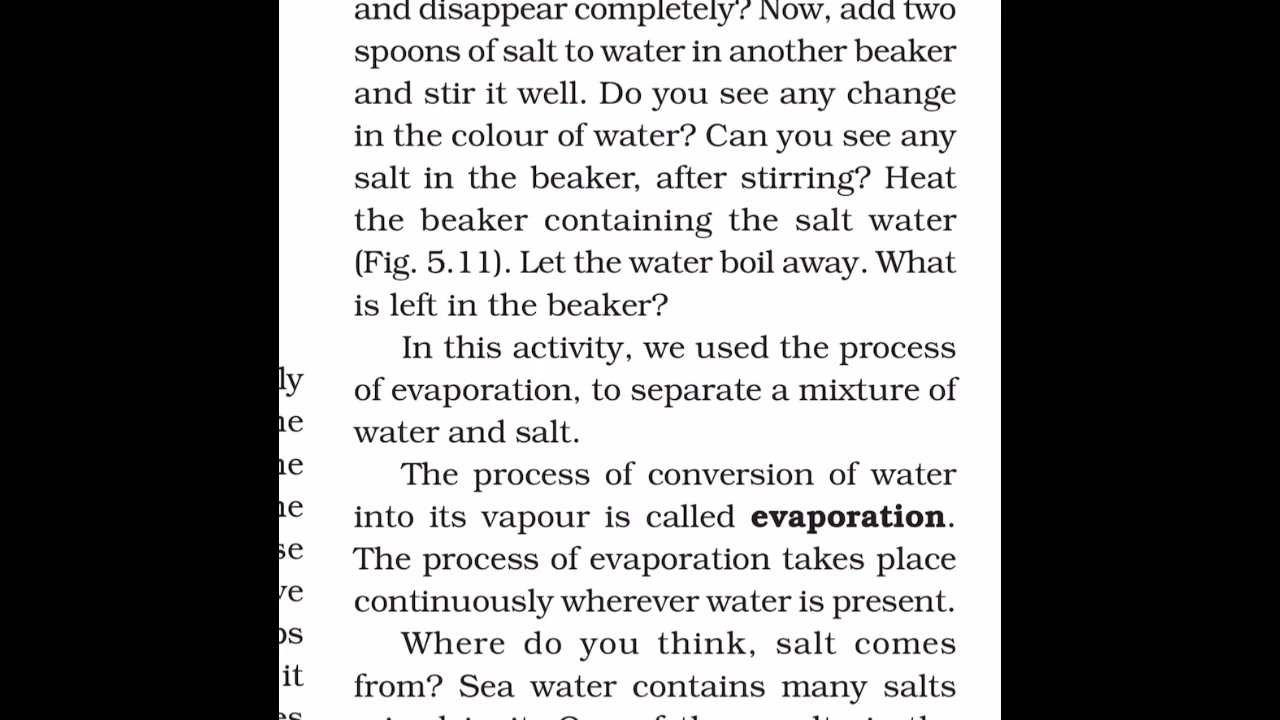 and disappear completely? Now, add two
spoons of salt to water in another beaker
and stir it well. Do you see any change
in the colour of water? Can you see any
salt in the beaker, after stirring? Heat
the beaker containing the salt water
(Fig. 5.11). Let the water boil away. What
is left in the beaker?
In this activity, we used the process
of evaporation, to separate a mixture of
water and salt.
The process of conversion of water
into its vapour is called evaporation.
The process of evaporation takes place
continuously wherever water is present.
Where do you think, salt comes
from? Sea water contains many salts
it